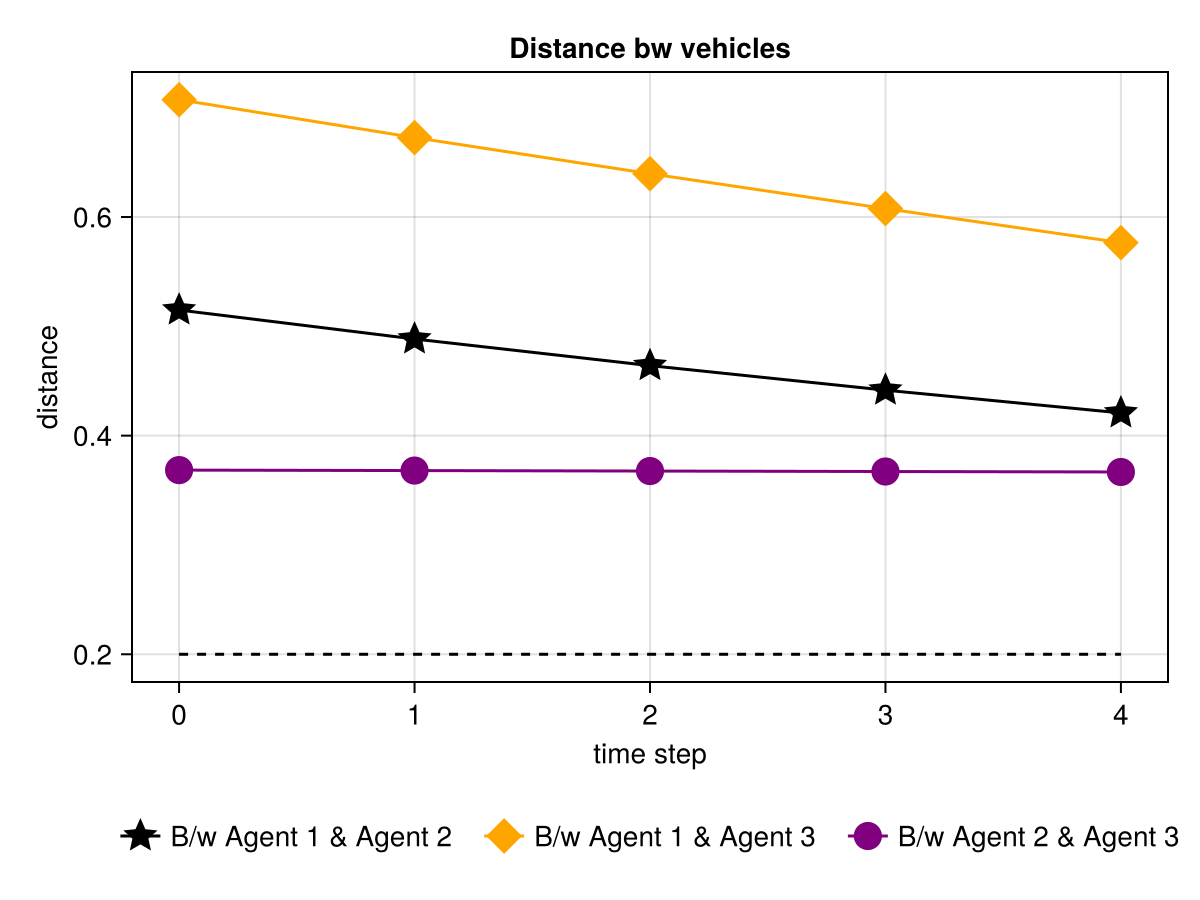 Distance bw vehicles
distance
0.6
0.4
0.2
0 1 2 3 4
time step
B/w Agent 1 & Agent 2 B/w Agent 1 & Agent 3 B/w Agent 2 & Agent 3